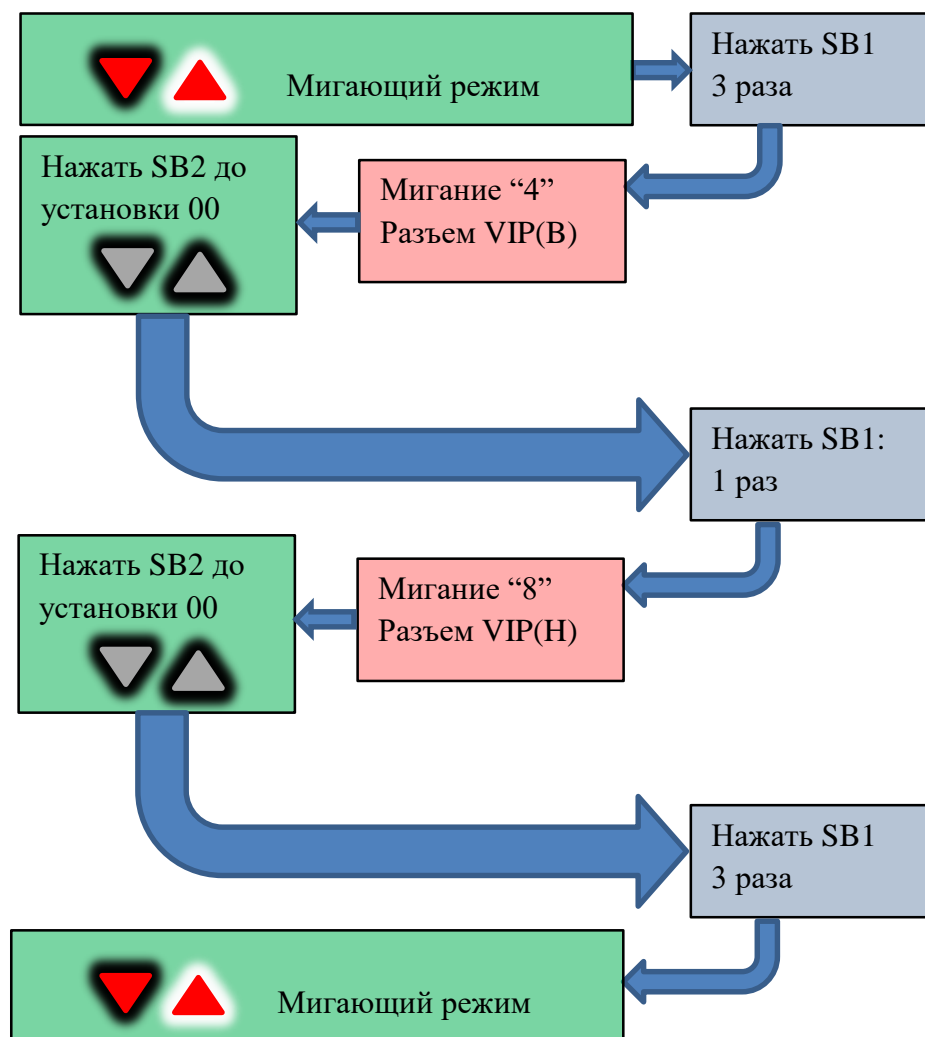 Мигающий режим
Нажать SB1
3 раза
Мигание “4”
Разъем VIP(В)
Нажать SB2 до
установки 00
Нажать SB1:
1 раз
Мигание “8”
Разъем VIP(Н)
Нажать SB2 до
установки 00
Нажать SB1
3 раза
Мигающий режим